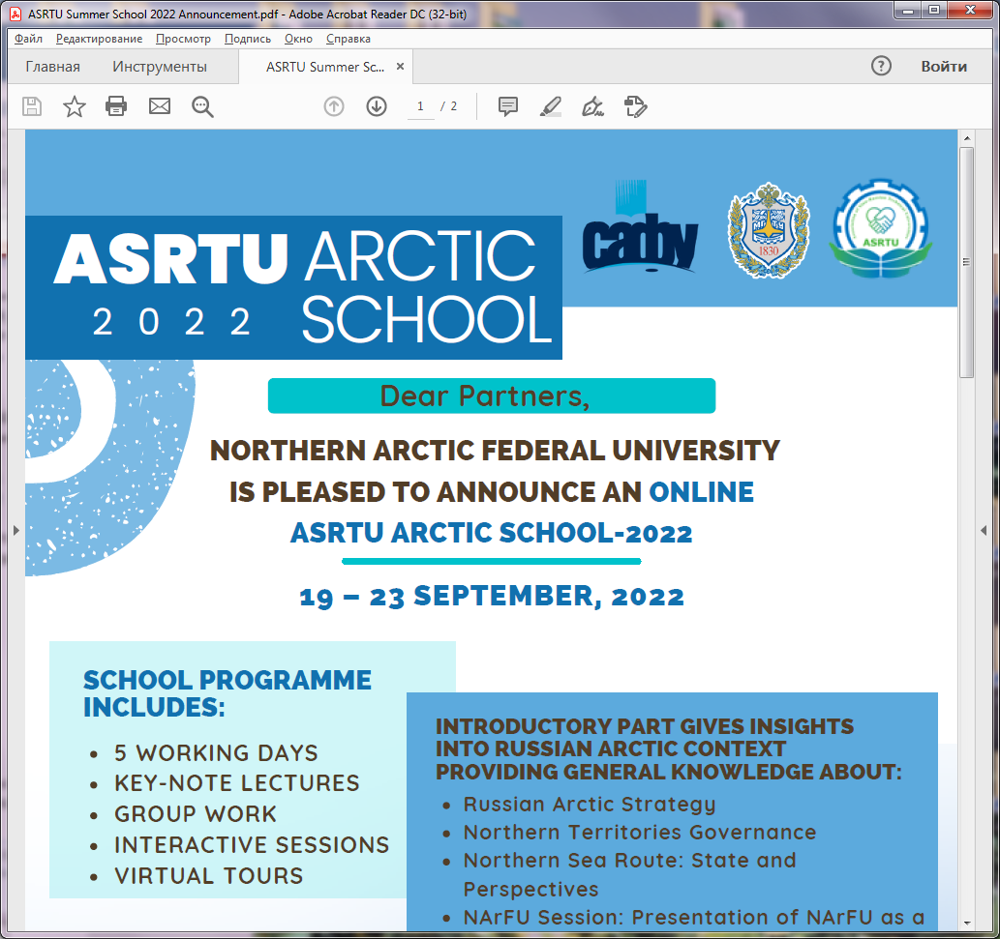 ASRTU Summer School 2022 Announcement.pdf - Adobe Acrobat Reader DC (32-bit)
Файл Редактирование Просмотр Подпись Окно Справка
Главная Инструменты ASRTU Summer Sc... × ? Войти
1 / 2
ASRTU ARCTIC
2022 SCHOOL
сафу
МГТУ
1830
ASRTU
Dear Partners,
NORTHERN ARCTIC FEDERAL UNIVERSITY
IS PLEASED TO ANNOUNCE AN ONLINE
ASRTU ARCTIC SCHOOL-2022
19 – 23 SEPTEMBER, 2022
SCHOOL PROGRAMME
INCLUDES:
• 5 WORKING DAYS
• KEY-NOTE LECTURES
• GROUP WORK
• INTERACTIVE SESSIONS
• VIRTUAL TOURS
INTRODUCTORY PART GIVES INSIGHTS
INTO RUSSIAN ARCTIC CONTEXT
PROVIDING GENERAL KNOWLEDGE ABOUT:
• Russian Arctic Strategy
• Northern Territories Governance
• Northern Sea Route: State and
Perspectives
• NArFU Session: Presentation of NArFU as a